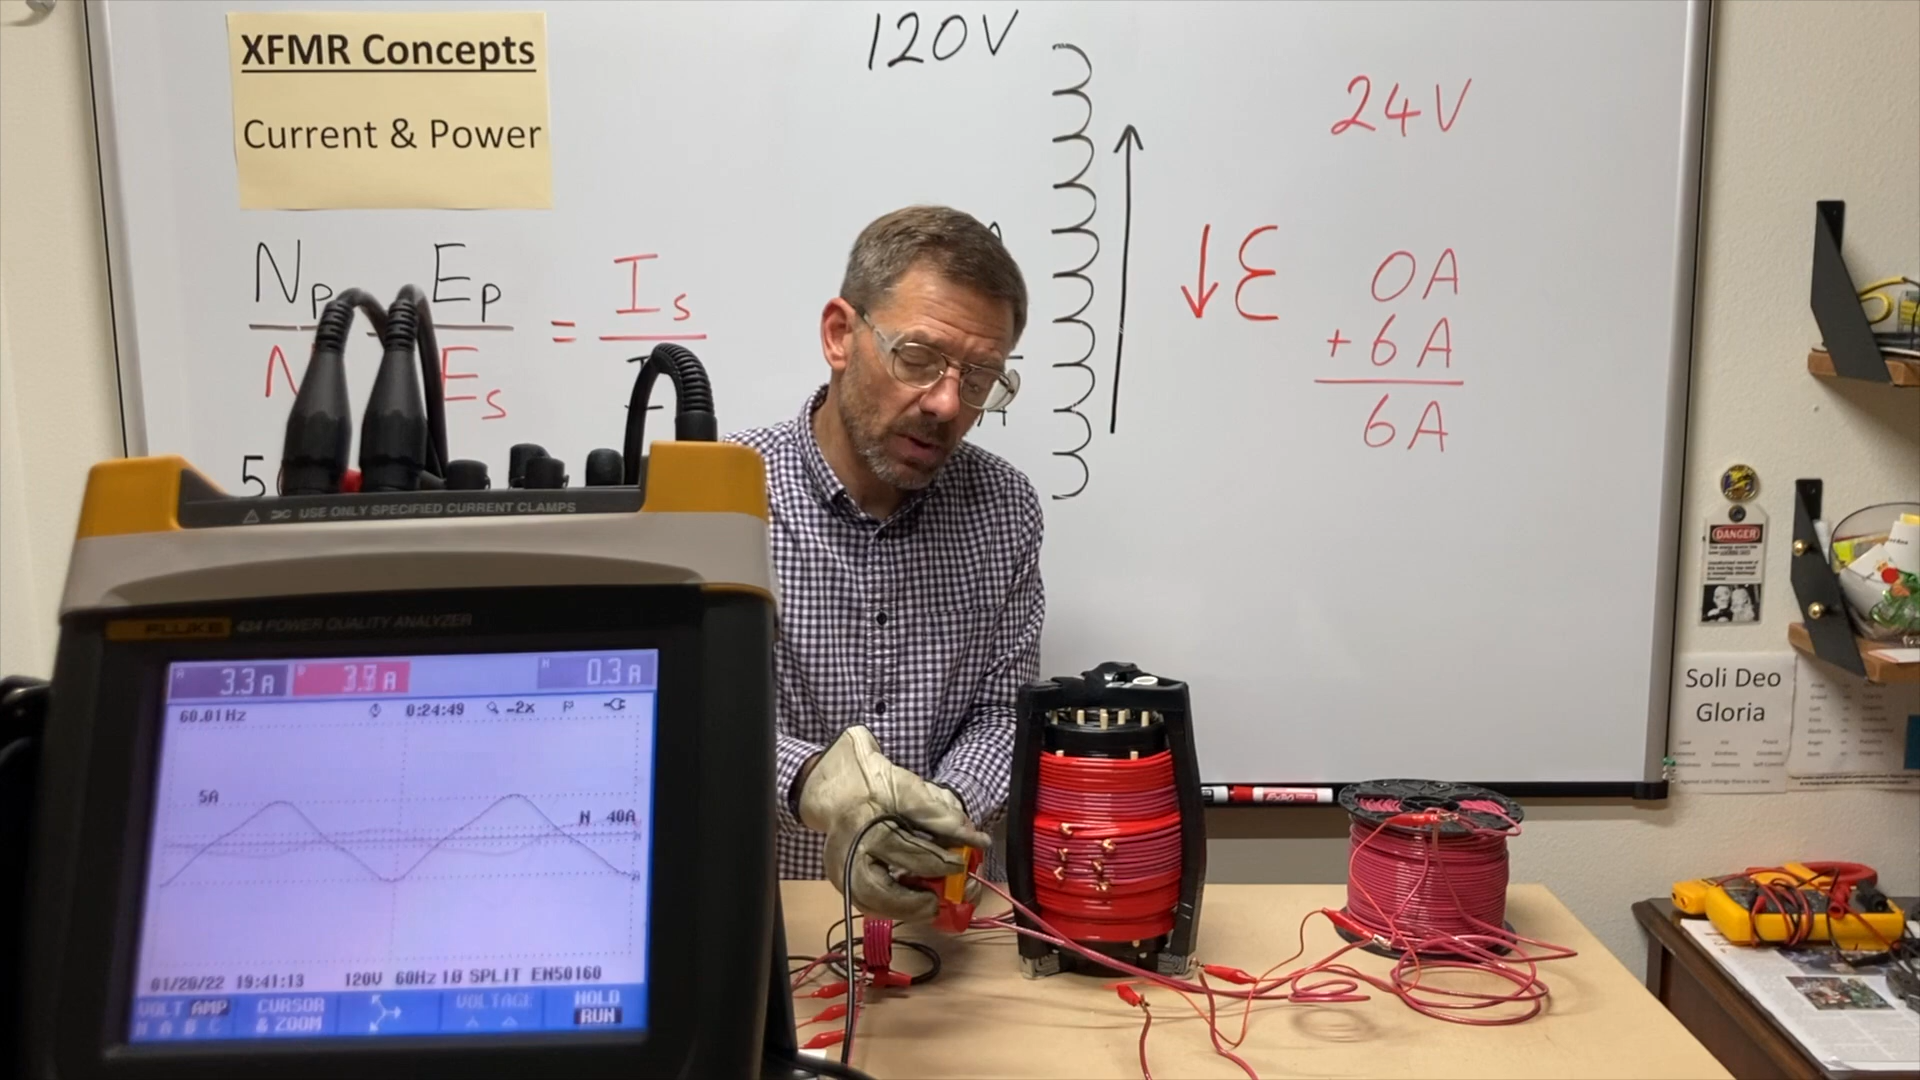 XFMR Concepts
Current & Power
120V
24V
Np Ep = Is
N Es I
ε
0A
+6A
6A
5
USE ONLY SPECIFIED CURRENT CLAMPS
FLUKE 434 POWER QUALITY ANALYZER
A 3.3A 3.9A N 0.3A
60.01Hz 0:24:49 -2x
5A
N 40A
01/20/22 19:41:13 120V 60Hz 1Ø SPLIT EN50160
VOLT AMP CURSOR VOLTAGE HOLD
N A B C & ZOOM RUN
DANGER
Soli Deo
Gloria
EXPO